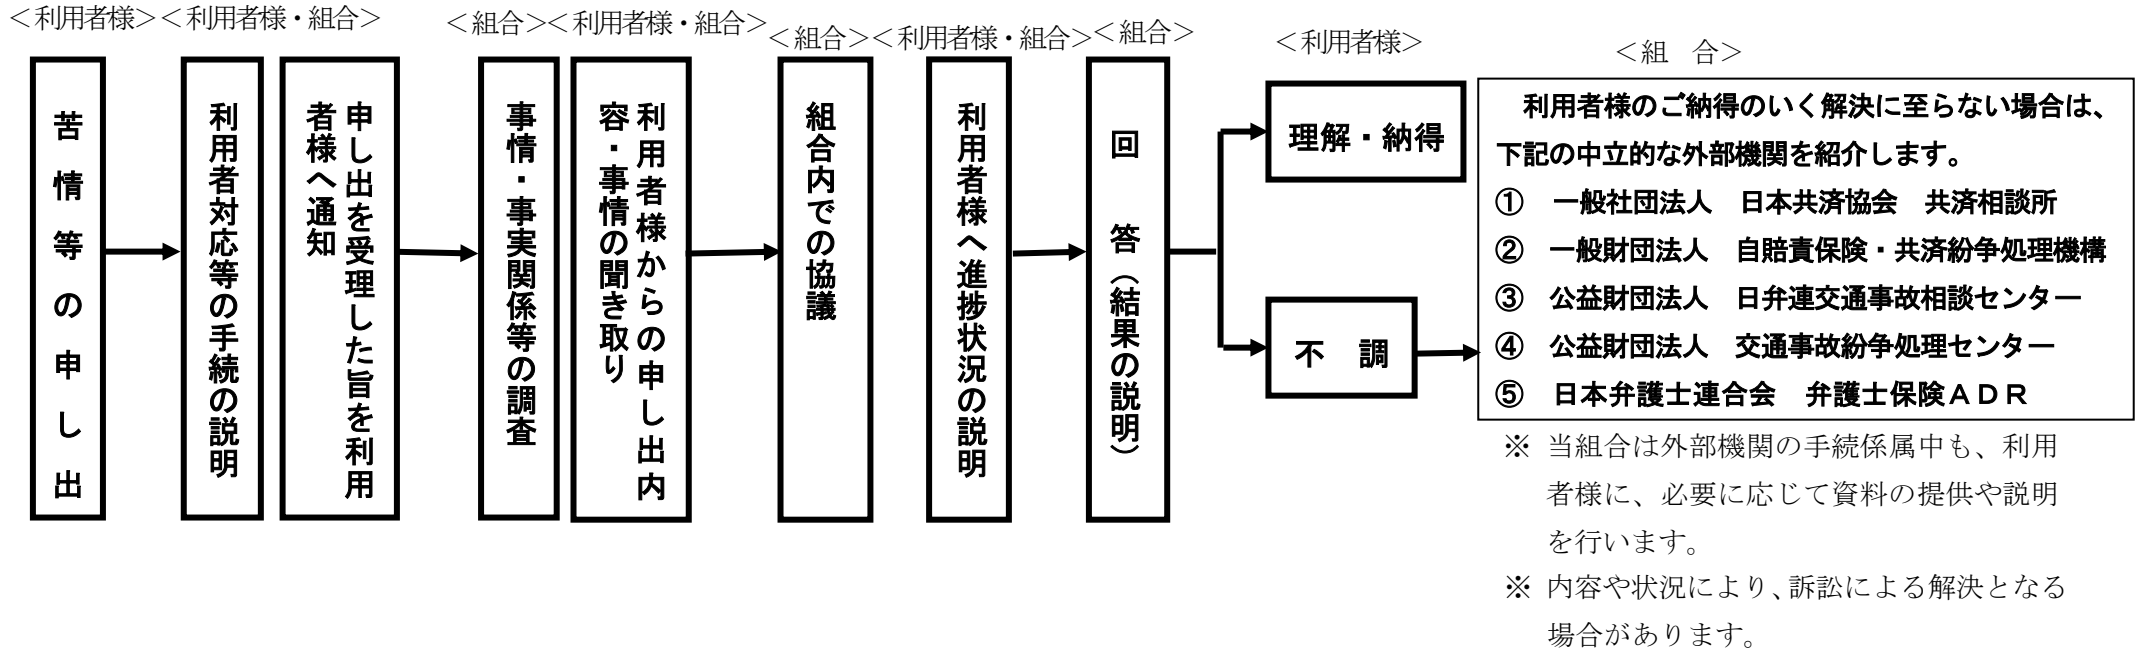 ＜利用者様＞
＜利用者様・組合＞
＜組合＞
＜利用者様・組合＞
＜組合＞
＜利用者様・組合＞
＜組合＞
＜利用者様＞
＜組　合＞
苦情等の申し出
利用者対応等の手続の説明
申し出を受理した旨を利用
者様へ通知
事情・事実関係等の調査
利用者様からの申し出内
容・事情の聞き取り
組合内での協議
利用者様へ進捗状況の説明
回　答（結果の説明）
理解・納得
不　調
利用者様のご納得のいく解決に至らない場合は、
下記の中立的な外部機関を紹介します。
①　一般社団法人　日本共済協会　共済相談所
②　一般財団法人　自賠責保険・共済紛争処理機構
③　公益財団法人　日弁連交通事故相談センター
④　公益財団法人　交通事故紛争処理センター
⑤　日本弁護士連合会　弁護士保険ＡＤＲ
※ 当組合は外部機関の手続係属中も、利用
者様に、必要に応じて資料の提供や説明
を行います。
※ 内容や状況により、訴訟による解決となる
場合があります。